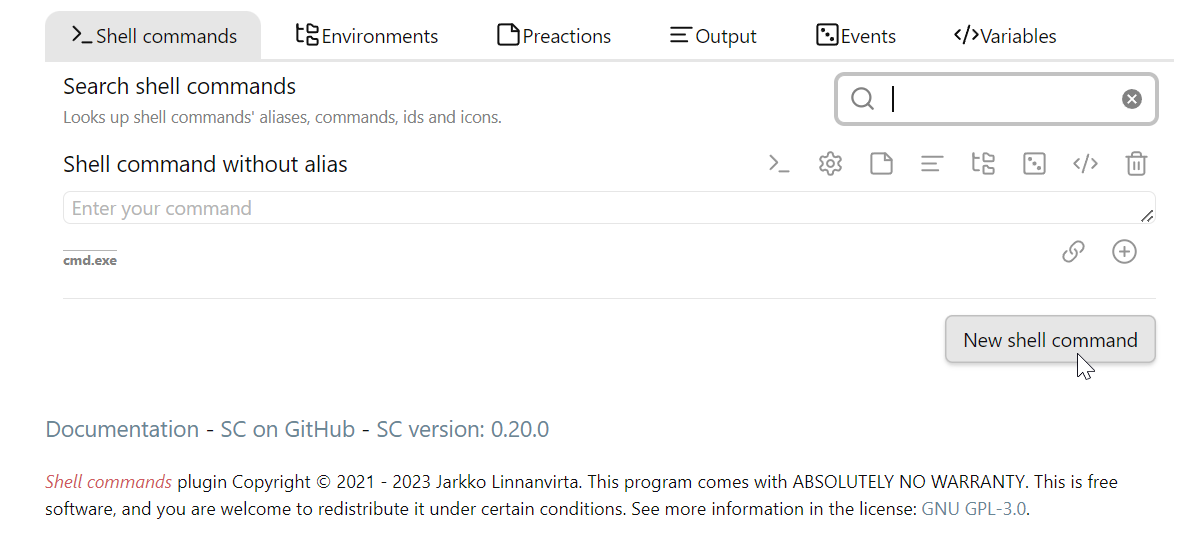 Shell commands Environments Preactions Output Events Variables
Search shell commands
Looks up shell commands' aliases, commands, ids and icons.
Shell command without alias
Enter your command
cmd.exe
New shell command
Documentation - SC on GitHub - SC version: 0.20.0
Shell commands plugin Copyright © 2021 - 2023 Jarkko Linnanvirta. This program comes with ABSOLUTELY NO WARRANTY. This is free
software, and you are welcome to redistribute it under certain conditions. See more information in the license: GNU GPL-3.0.